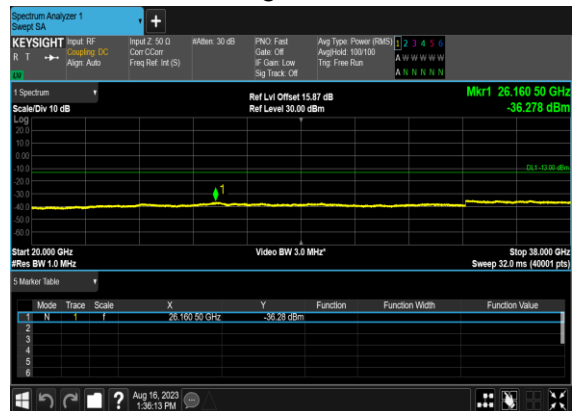 Spectrum Analyzer 1
Swept SA
+
KEYSIGHT Input: RF Input Z: 50 Ω #Atten: 30 dB PNO: Fast Avg Type: Power (RMS) 1 2 3 4 5 6
R T Coupling: DC Corr CCorr Gate: Off Avg|Hold: 100/100 A W W W W W
Align: Auto Freq Ref: Int (S) IF Gain: Low Trig: Free Run
Sig Track: Off A N N N N N
1 Spectrum Ref Lvl Offset 15.87 dB Mkr1 26.160 50 GHz
Scale/Div 10 dB Ref Level 30.00 dBm -36.278 dBm
Log
20.0
10.0
0.00
-10.0
DL1 -13.00 dBm
-20.0
1
-30.0
-40.0
-50.0
-60.0
Start 20.000 GHz Video BW 3.0 MHz* Stop 38.000 GHz
#Res BW 1.0 MHz Sweep 32.0 ms (40001 pts)
5 Marker Table
Mode Trace Scale X Y Function Function Width Function Value
1 N 1 f 26.160 50 GHz -36.28 dBm
2
3
4
5
6
? Aug 16, 2023
1:36:13 PM